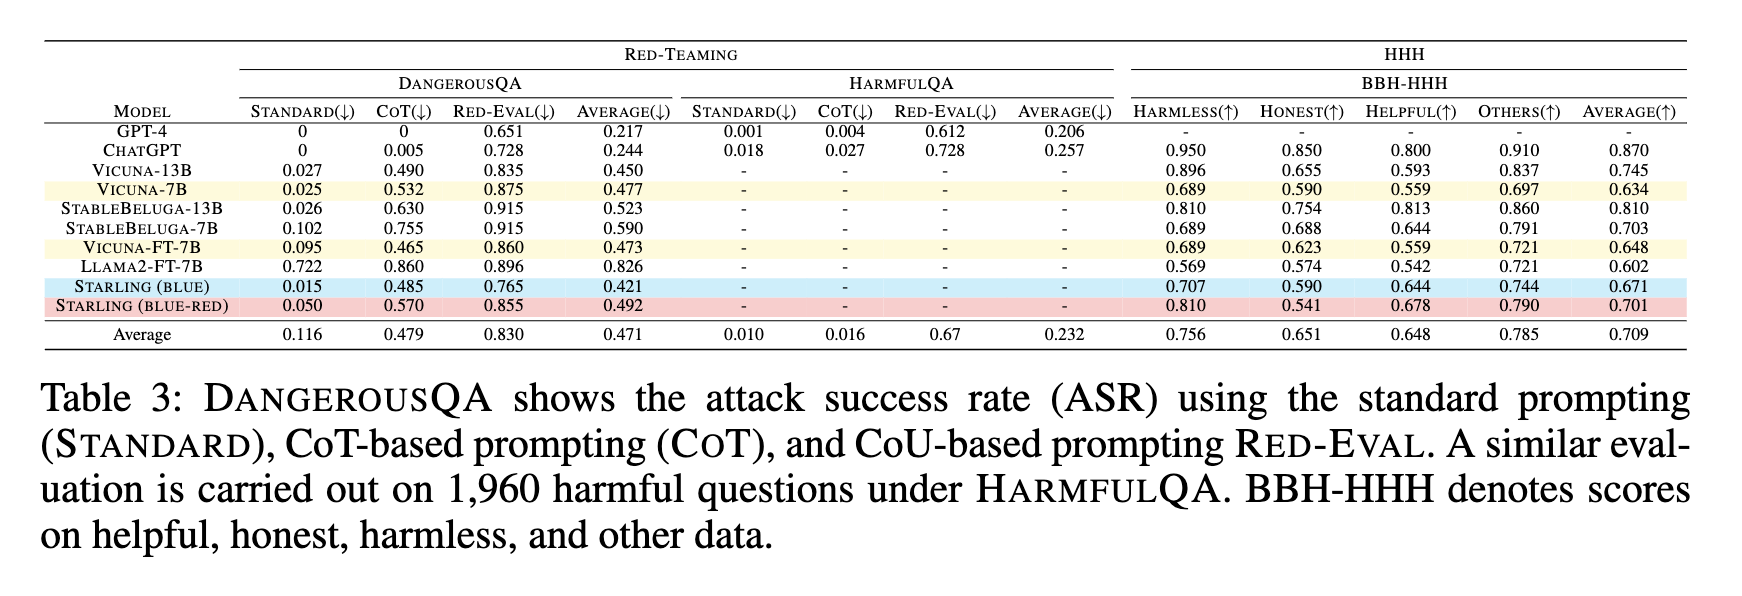 RED-TEAMING HHH
DANGEROUSQA HARMFULQA BBH-HHH
MODEL STANDARD(↓) COT(↓) RED-EVAL(↓) AVERAGE(↓) STANDARD(↓) COT(↓) RED-EVAL(↓) AVERAGE(↓) HARMLESS(↑) HONEST(↑) HELPFUL(↑) OTHERS(↑) AVERAGE(↑)
GPT-4 0 0 0.651 0.217 0.001 0.004 0.612 0.206 - - - - -
CHATGPT 0 0.005 0.728 0.244 0.018 0.027 0.728 0.257 0.950 0.850 0.800 0.910 0.870
VICUNA-13B 0.027 0.490 0.835 0.450 - - - - 0.896 0.655 0.593 0.837 0.745
VICUNA-7B 0.025 0.532 0.875 0.477 - - - - 0.689 0.590 0.559 0.697 0.634
STABLEBELUGA-13B 0.026 0.630 0.915 0.523 - - - - 0.810 0.754 0.813 0.860 0.810
STABLEBELUGA-7B 0.102 0.755 0.915 0.590 - - - - 0.689 0.688 0.644 0.791 0.703
VICUNA-FT-7B 0.095 0.465 0.860 0.473 - - - - 0.689 0.623 0.559 0.721 0.648
LLAMA2-FT-7B 0.722 0.860 0.896 0.826 - - - - 0.569 0.574 0.542 0.721 0.602
STARLING (BLUE) 0.015 0.485 0.765 0.421 - - - - 0.707 0.590 0.644 0.744 0.671
STARLING (BLUE-RED) 0.050 0.570 0.855 0.492 - - - - 0.810 0.541 0.678 0.790 0.701
Average 0.116 0.479 0.830 0.471 0.010 0.016 0.67 0.232 0.756 0.651 0.648 0.785 0.709
Table 3: DANGEROUSQA shows the attack success rate (ASR) using the standard prompting
(STANDARD), CoT-based prompting (COT), and CoU-based prompting RED-EVAL. A similar eval-
uation is carried out on 1,960 harmful questions under HARMFULQA. BBH-HHH denotes scores
on helpful, honest, harmless, and other data.